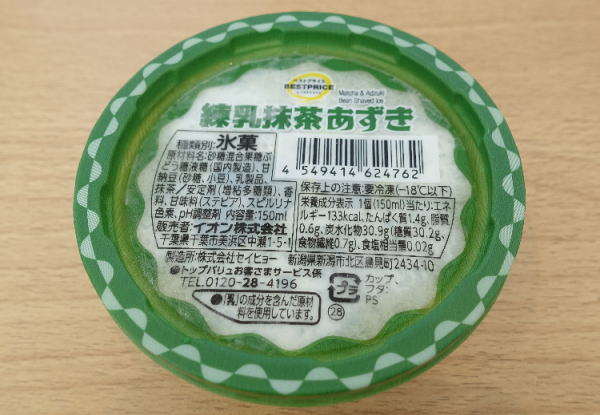 ベストプライス
BESTPRICE
Matcha & Adzuki
Bean Shaved Ice
練乳抹茶あずき
種類別 氷菓
原材料名:砂糖混合果糖ぶ
どう糖液糖(国内製造)、甘
納豆(砂糖、小豆)、乳製品、
抹茶/安定剤(増粘多糖類)、香
料、甘味料(ステビア)、スピルリナ
色素、pH調整剤 内容量:150ml
販売者:イオン株式会社
千葉県千葉市美浜区中瀬1-5-1
4 549414 624762
保存上の注意:要冷凍(-18℃以下)
栄養成分表示 1個(150ml)当たり:エネ
ルギー133kcal、たんぱく質1.4g、脂質
0.6g、炭水化物30.9g(糖質30.2g、
食物繊維0.7g)、食塩相当量0.02g
製造所:株式会社セイヒョー 新潟県新潟市北区島見町2434-10
トップバリュお客さまサービス係
TEL.0120-28-4196
●(乳)の成分を含んだ原材
料を使用しています。
28
プラ
カップ、
フタ:
PS